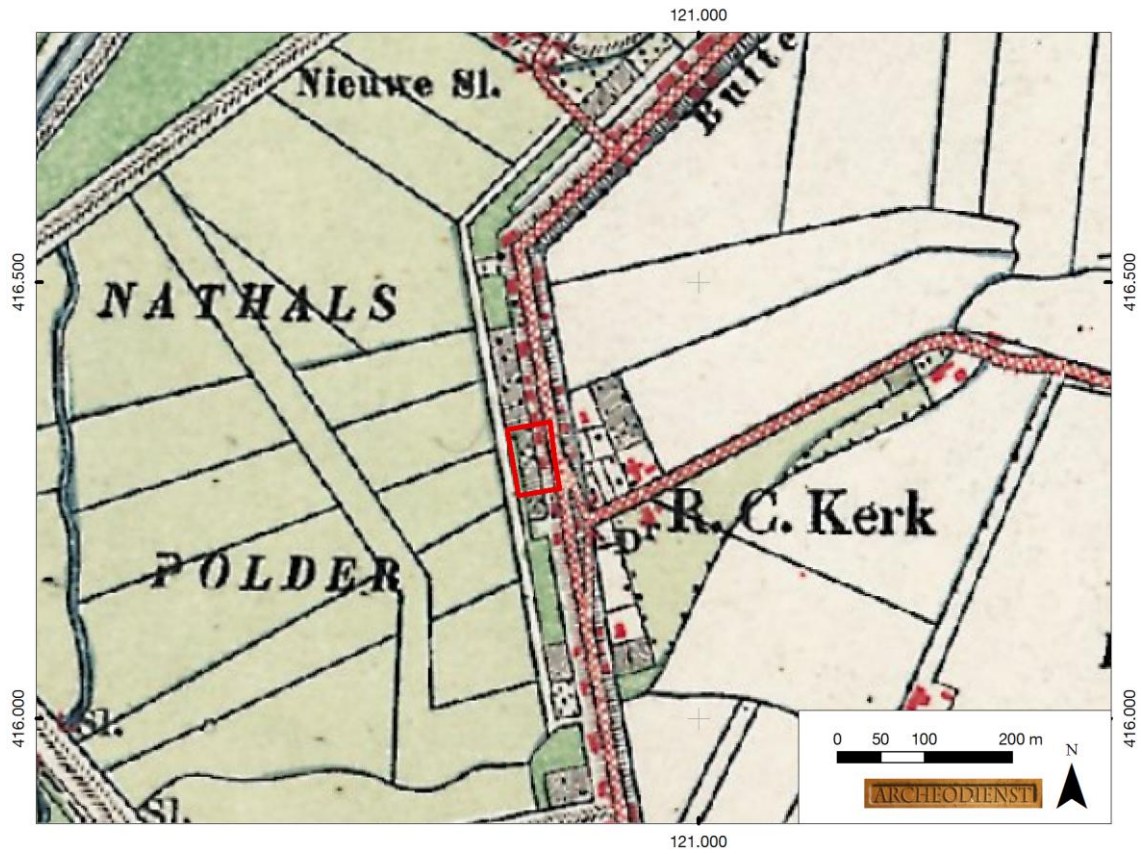 121.000
Nieuwe Sl.
Buite
416.500
416.500
NATHALS
R. C. Kerk
POLDER
416.000
416.000
Sl.
Sl.
0 50 100 200 m
N
ARCHEODIENST
121.000